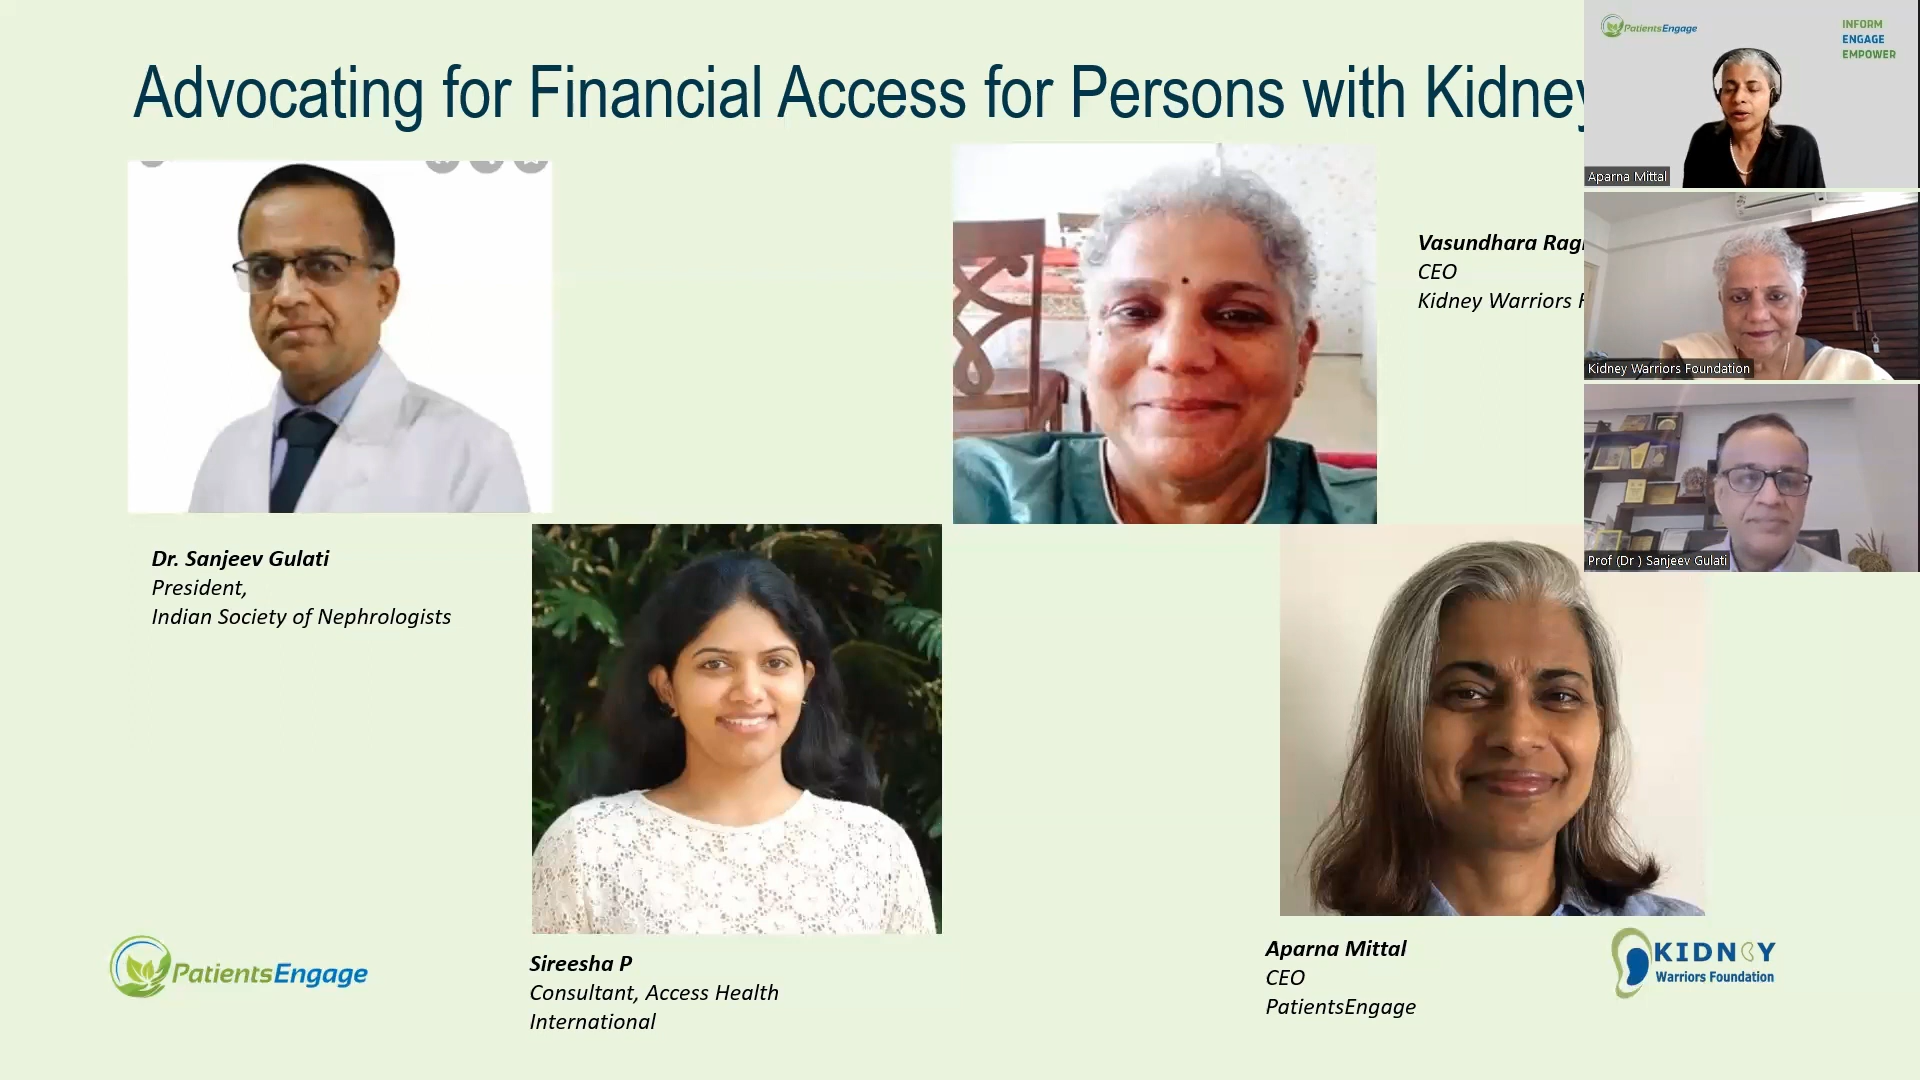 Advocating for Financial Access for Persons with Kidney
PatientsEngage
INFORM
ENGAGE
EMPOWER
Aparna Mittal
Vasundhara
CEO
Kidney Warriors
Kidney Warriors Foundation
Prof (Dr ) Sanjeev Gulati
Dr. Sanjeev Gulati
President,
Indian Society of Nephrologists
Sireesha P
Consultant, Access Health
International
Aparna Mittal
CEO
PatientsEngage
PatientsEngage
KIDNEY
Warriors Foundation